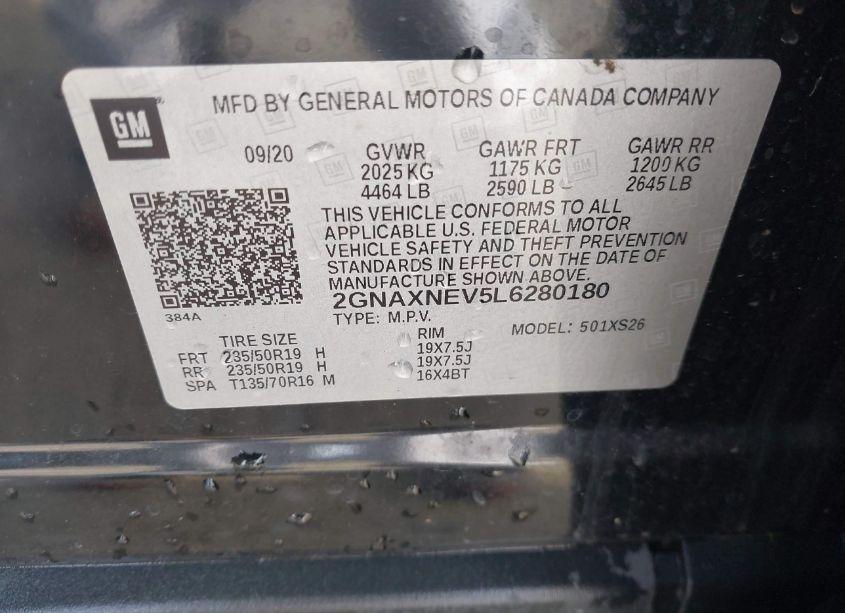 GM
MFD BY GENERAL MOTORS OF CANADA COMPANY
09/20 GVWR GAWR FRT GAWR RR
2025 KG 1175 KG 1200 KG
4464 LB 2590 LB 2645 LB
THIS VEHICLE CONFORMS TO ALL
APPLICABLE U.S. FEDERAL MOTOR
VEHICLE SAFETY AND THEFT PREVENTION
STANDARDS IN EFFECT ON THE DATE OF
MANUFACTURE SHOWN ABOVE.
2GNAXNEV5L6280180
384A
TYPE: M.P.V. MODEL: 501XS26
TIRE SIZE RIM
FRT 235/50R19 H 19X7.5J
RR 235/50R19 H 19X7.5J
SPA T135/70R16 M 16X4BT